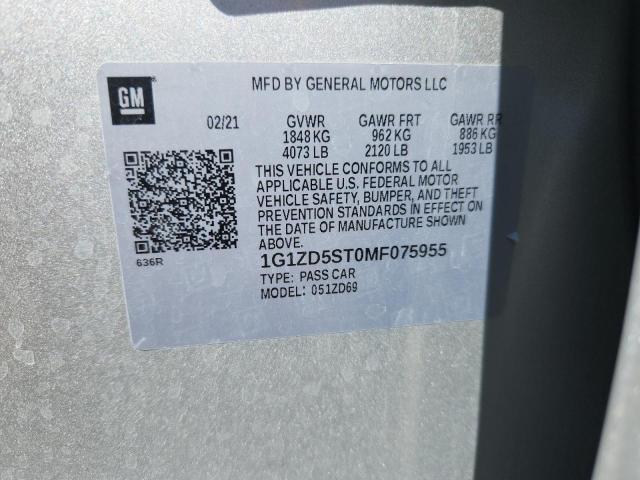 GM
MFD BY GENERAL MOTORS LLC
02/21 GVWR GAWR FRT GAWR RR
1848 KG 962 KG 886 KG
4073 LB 2120 LB 1953 LB
THIS VEHICLE CONFORMS TO ALL
APPLICABLE U.S. FEDERAL MOTOR
VEHICLE SAFETY, BUMPER, AND THEFT
PREVENTION STANDARDS IN EFFECT ON
THE DATE OF MANUFACTURE SHOWN
ABOVE.
636R
1G1ZD5ST0MF075955
TYPE: PASS CAR
MODEL: 051ZD69